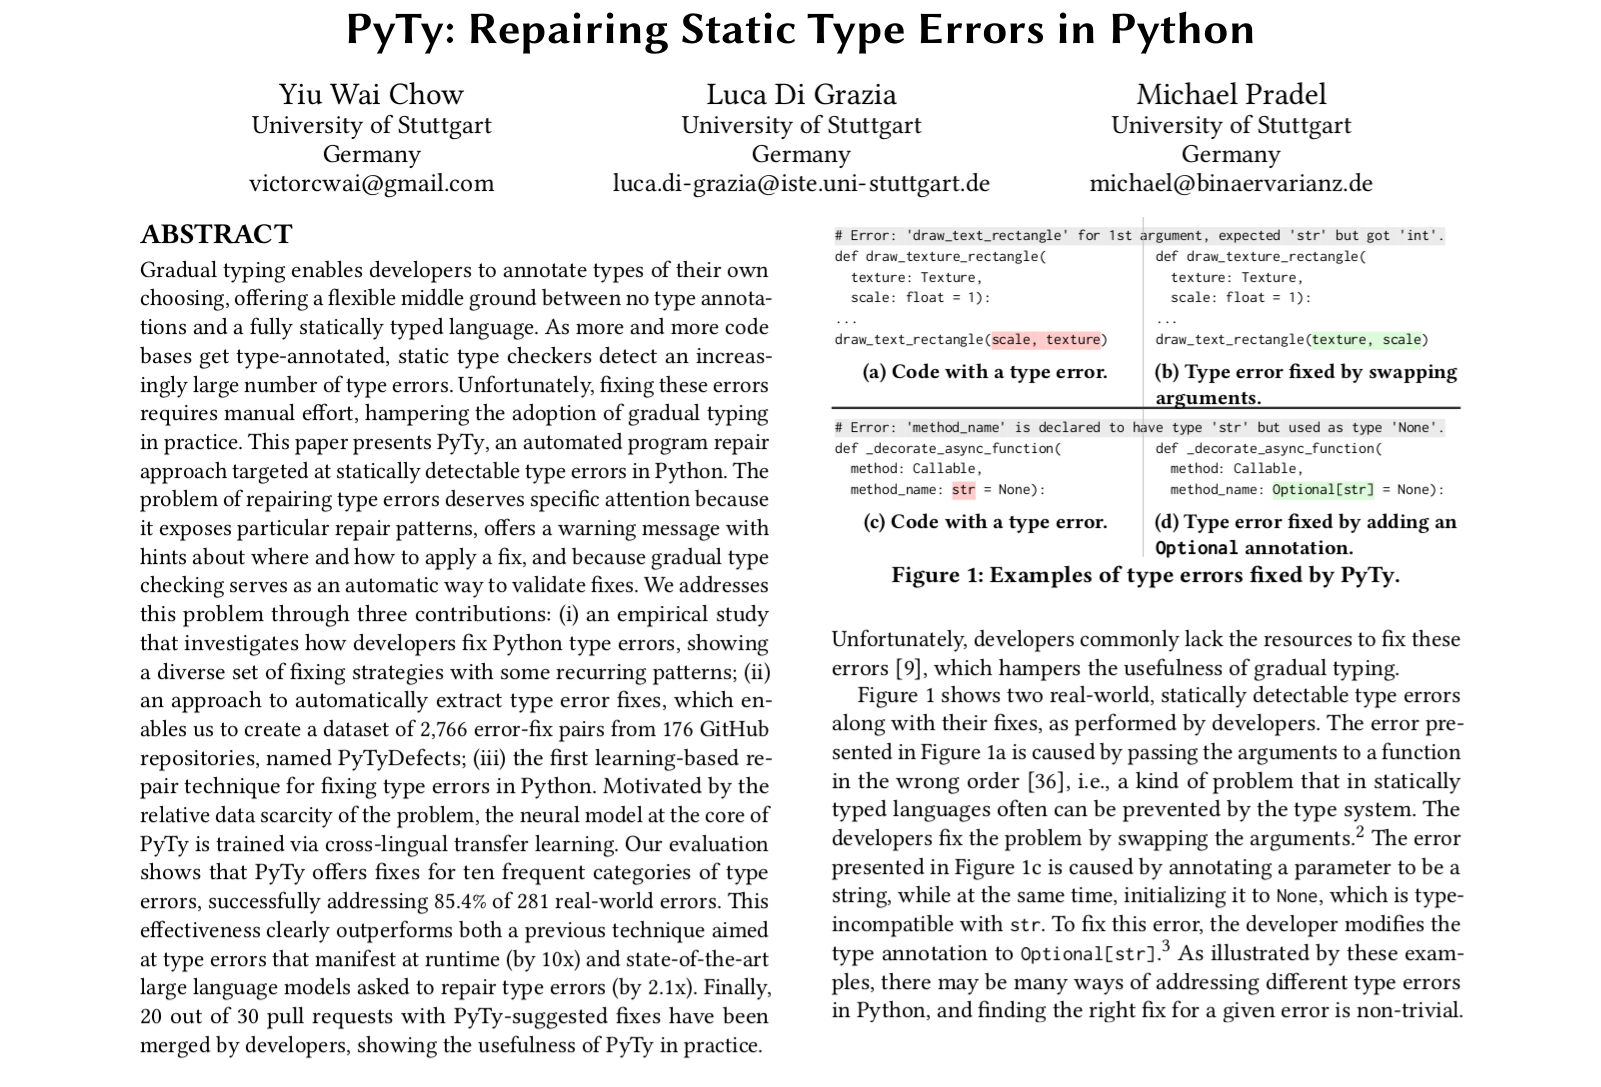 PyTy: Repairing Static Type Errors in Python
Yiu Wai Chow
University of Stuttgart
Germany
victorcwai@gmail.com
Luca Di Grazia
University of Stuttgart
Germany
luca.di-grazia@iste.uni-stuttgart.de
Michael Pradel
University of Stuttgart
Germany
michael@binaervarianz.de
ABSTRACT
Gradual typing enables developers to annotate types of their own
choosing, offering a flexible middle ground between no type annota-
tions and a fully statically typed language. As more and more code
bases get type-annotated, static type checkers detect an increas-
ingly large number of type errors. Unfortunately, fixing these errors
requires manual effort, hampering the adoption of gradual typing
in practice. This paper presents PyTy, an automated program repair
approach targeted at statically detectable type errors in Python. The
problem of repairing type errors deserves specific attention because
it exposes particular repair patterns, offers a warning message with
hints about where and how to apply a fix, and because gradual type
checking serves as an automatic way to validate fixes. We addresses
this problem through three contributions: (i) an empirical study
that investigates how developers fix Python type errors, showing
a diverse set of fixing strategies with some recurring patterns; (ii)
an approach to automatically extract type error fixes, which en-
ables us to create a dataset of 2,766 error-fix pairs from 176 GitHub
repositories, named PyTyDefects; (iii) the first learning-based re-
pair technique for fixing type errors in Python. Motivated by the
relative data scarcity of the problem, the neural model at the core of
PyTy is trained via cross-lingual transfer learning. Our evaluation
shows that PyTy offers fixes for ten frequent categories of type
errors, successfully addressing 85.4% of 281 real-world errors. This
effectiveness clearly outperforms both a previous technique aimed
at type errors that manifest at runtime (by 10x) and state-of-the-art
large language models asked to repair type errors (by 2.1x). Finally,
20 out of 30 pull requests with PyTy-suggested fixes have been
merged by developers, showing the usefulness of PyTy in practice.
# Error: 'draw_text_rectangle' for 1st argument, expected 'str' but got 'int'.
def draw_texture_rectangle(
texture: Texture,
scale: float = 1):
...
draw_text_rectangle(scale, texture)
(a) Code with a type error.
def draw_texture_rectangle(
texture: Texture,
scale: float = 1):
...
draw_text_rectangle(texture, scale)
(b) Type error fixed by swapping
arguments.
# Error: 'method_name' is declared to have type 'str' but used as type 'None'.
def _decorate_async_function(
method: Callable,
method_name: str = None):
(c) Code with a type error.
def _decorate_async_function(
method: Callable,
method_name: Optional[str] = None):
(d) Type error fixed by adding an
Optional annotation.
Figure 1: Examples of type errors fixed by PyTy.
Unfortunately, developers commonly lack the resources to fix these
errors [9], which hampers the usefulness of gradual typing.
Figure 1 shows two real-world, statically detectable type errors
along with their fixes, as performed by developers. The error pre-
sented in Figure 1a is caused by passing the arguments to a function
in the wrong order [36], i.e., a kind of problem that in statically
typed languages often can be prevented by the type system. The
developers fix the problem by swapping the arguments.² The error
presented in Figure 1c is caused by annotating a parameter to be a
string, while at the same time, initializing it to None, which is type-
incompatible with str. To fix this error, the developer modifies the
type annotation to Optional[str].³ As illustrated by these exam-
ples, there may be many ways of addressing different type errors
in Python, and finding the right fix for a given error is non-trivial.